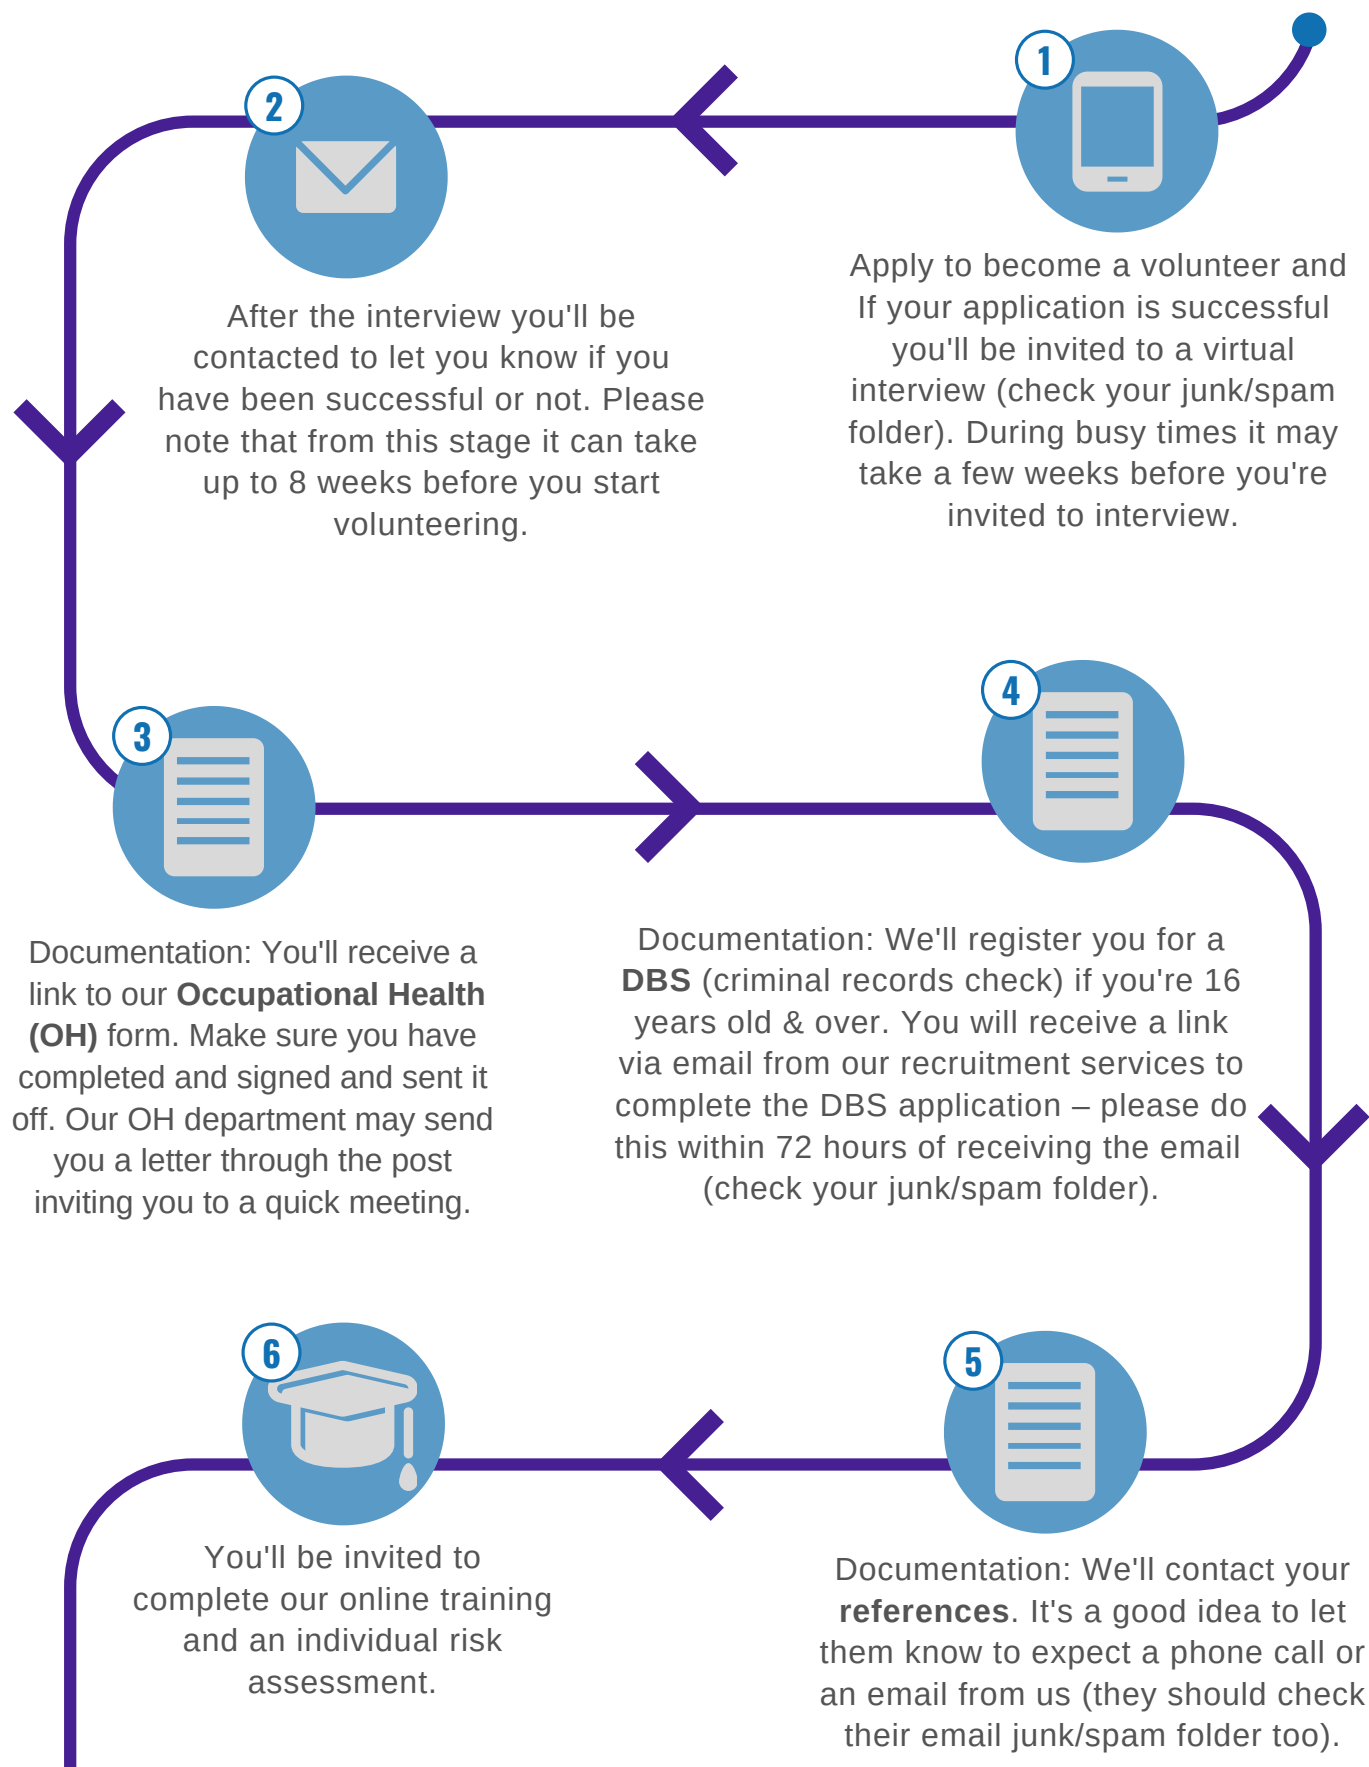 1
Apply to become a volunteer and
If your application is successful
you'll be invited to a virtual
interview (check your junk/spam
folder). During busy times it may
take a few weeks before you're
invited to interview.
2
After the interview you'll be
contacted to let you know if you
have been successful or not. Please
note that from this stage it can take
up to 8 weeks before you start
volunteering.
3
Documentation: You'll receive a
link to our Occupational Health
(OH) form. Make sure you have
completed and signed and sent it
off. Our OH department may send
you a letter through the post
inviting you to a quick meeting.
4
Documentation: We'll register you for a
DBS (criminal records check) if you're 16
years old & over. You will receive a link
via email from our recruitment services to
complete the DBS application – please do
this within 72 hours of receiving the email
(check your junk/spam folder).
5
Documentation: We'll contact your
references. It's a good idea to let
them know to expect a phone call or
an email from us (they should check
their email junk/spam folder too).
6
You'll be invited to
complete our online training
and an individual risk
assessment.